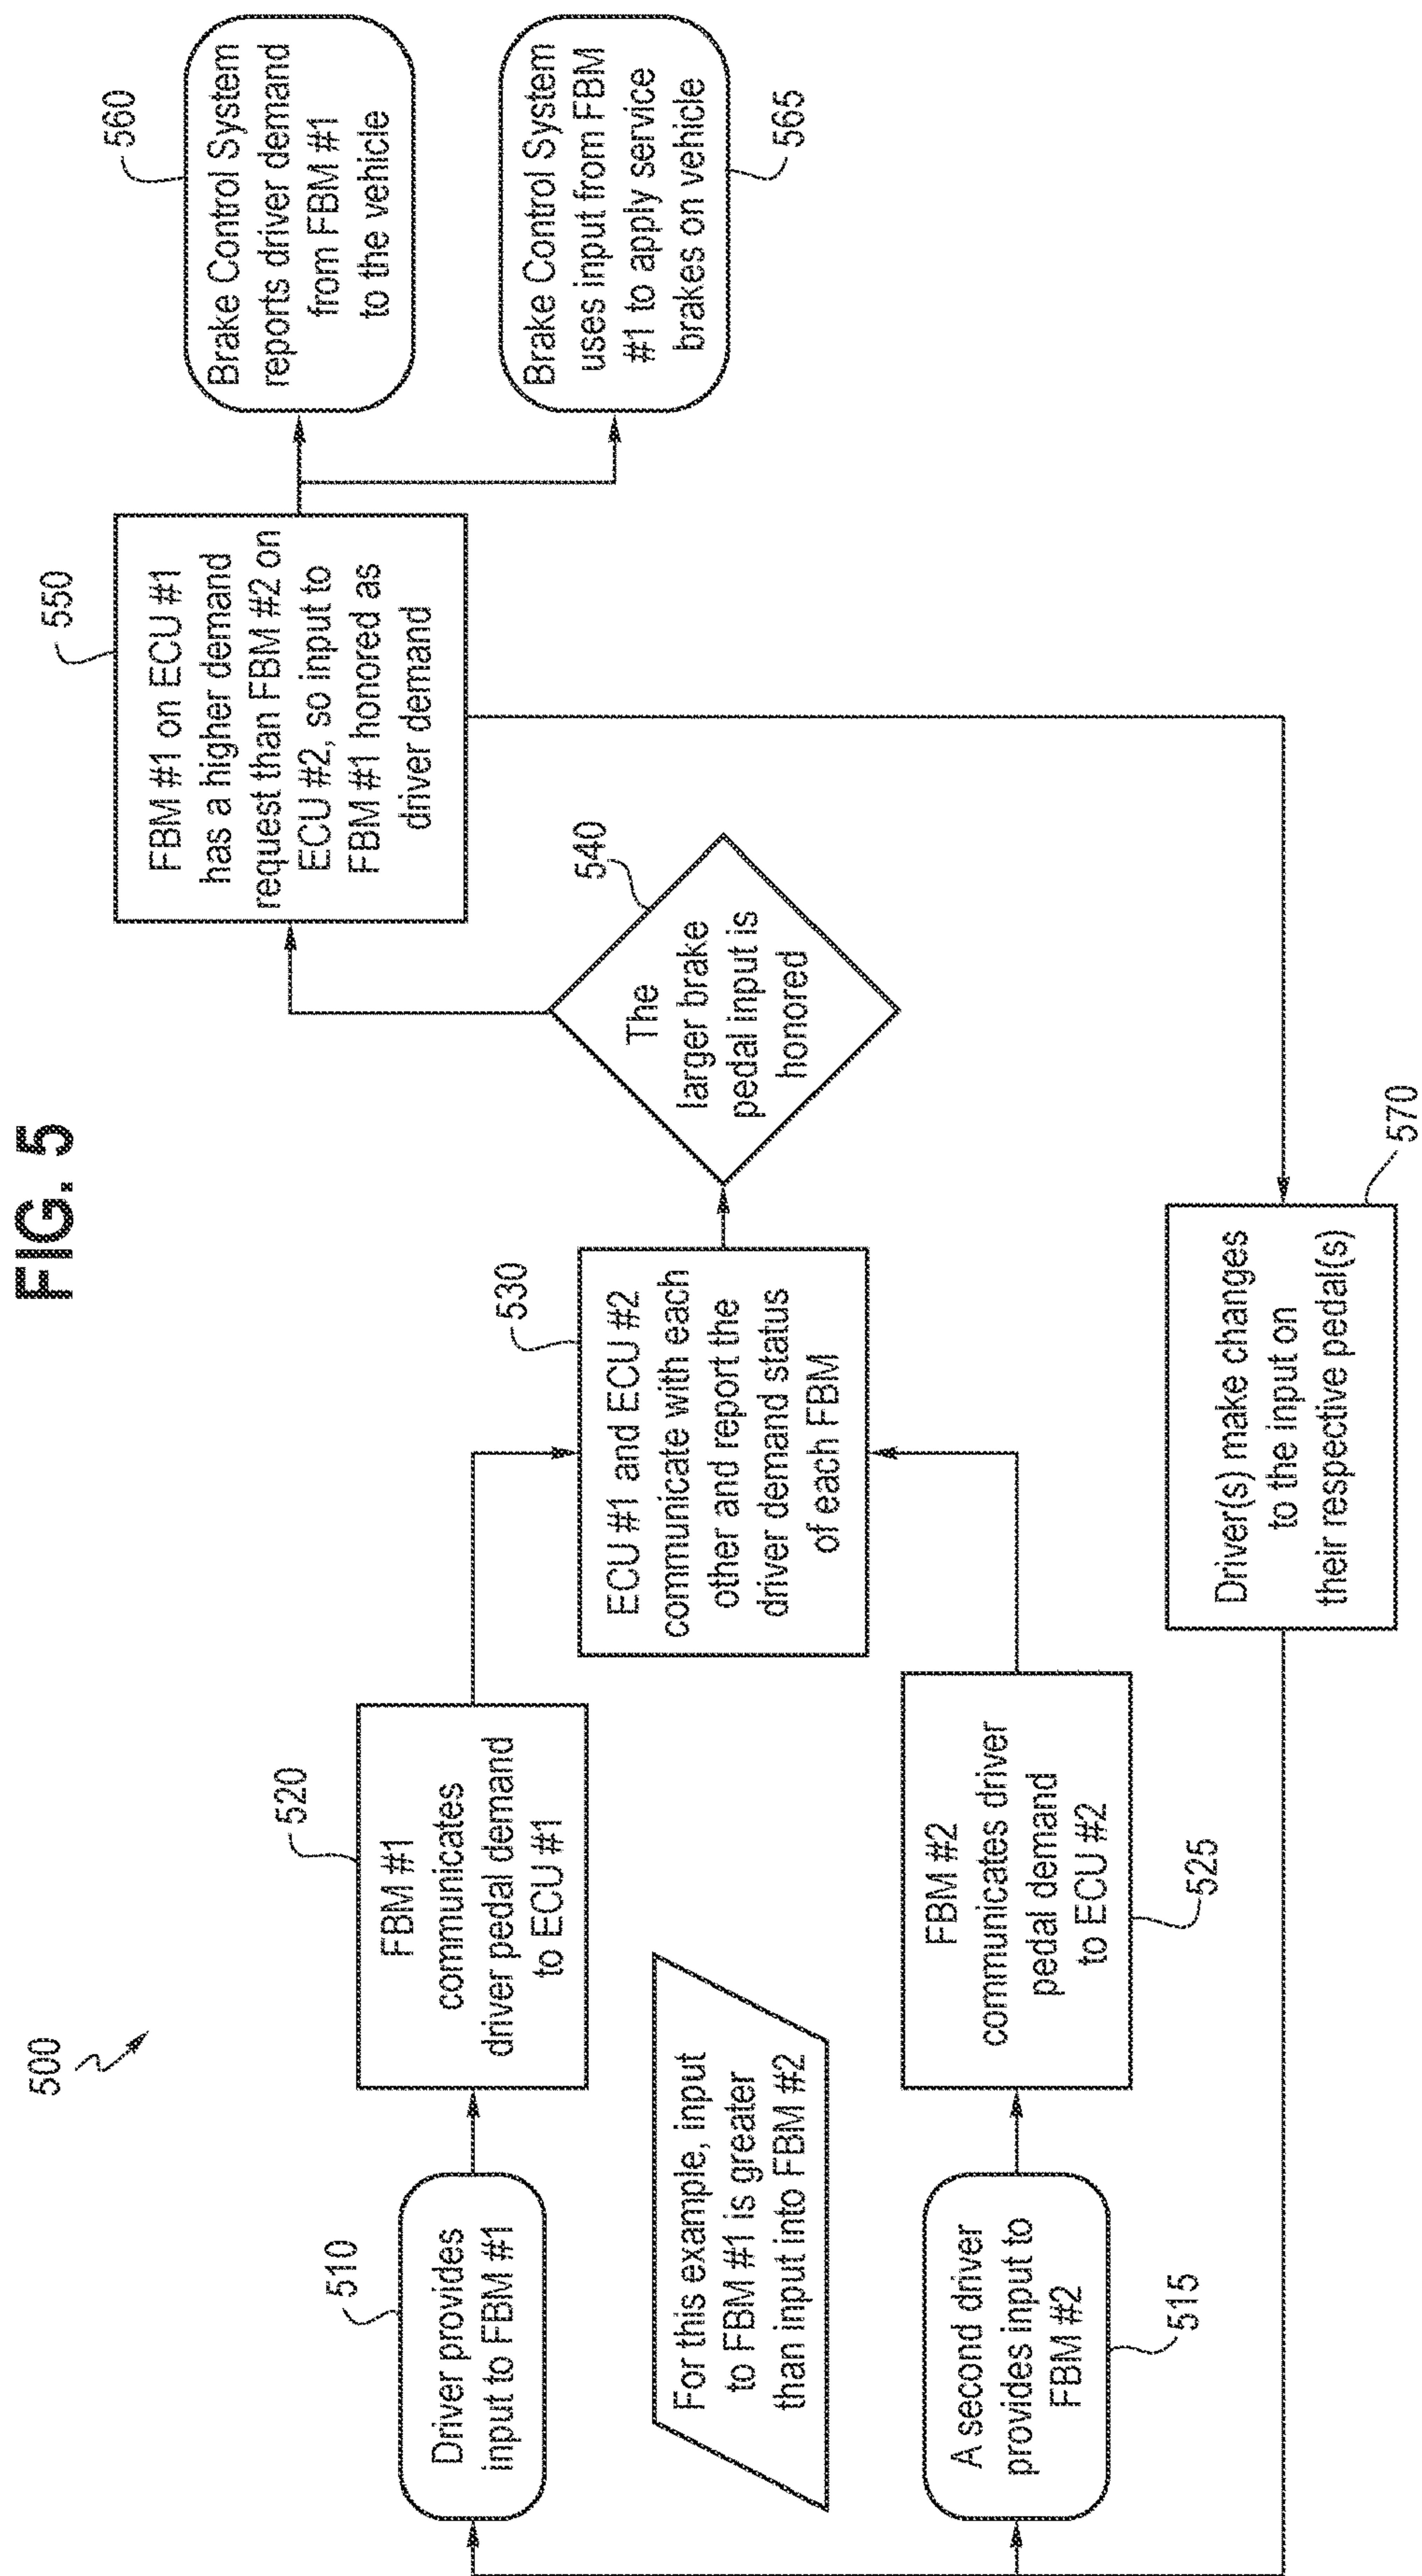 FIG. 5
500
510
Driver provides
input to FBM #1
520
FBM #1
communicates
driver pedal demand
to ECU #1
For this example, input
to FBM #1 is greater
than input into FBM #2
A second driver
provides input to
FBM #2
515
FBM #2
communicates driver
pedal demand
to ECU #2
525
530
ECU #1 and ECU #2
communicate with each
other and report the
driver demand status
of each FBM
540
The
larger brake
pedal input is
honored
550
FBM #1 on ECU #1
has a higher demand
request than FBM #2 on
ECU #2, so input to
FBM #1 honored as
driver demand
560
Brake Control System
reports driver demand
from FBM #1
to the vehicle
Brake Control System
uses input from FBM
#1 to apply service
brakes on vehicle
565
Driver(s) make changes
to the input on
their respective pedal(s)
570